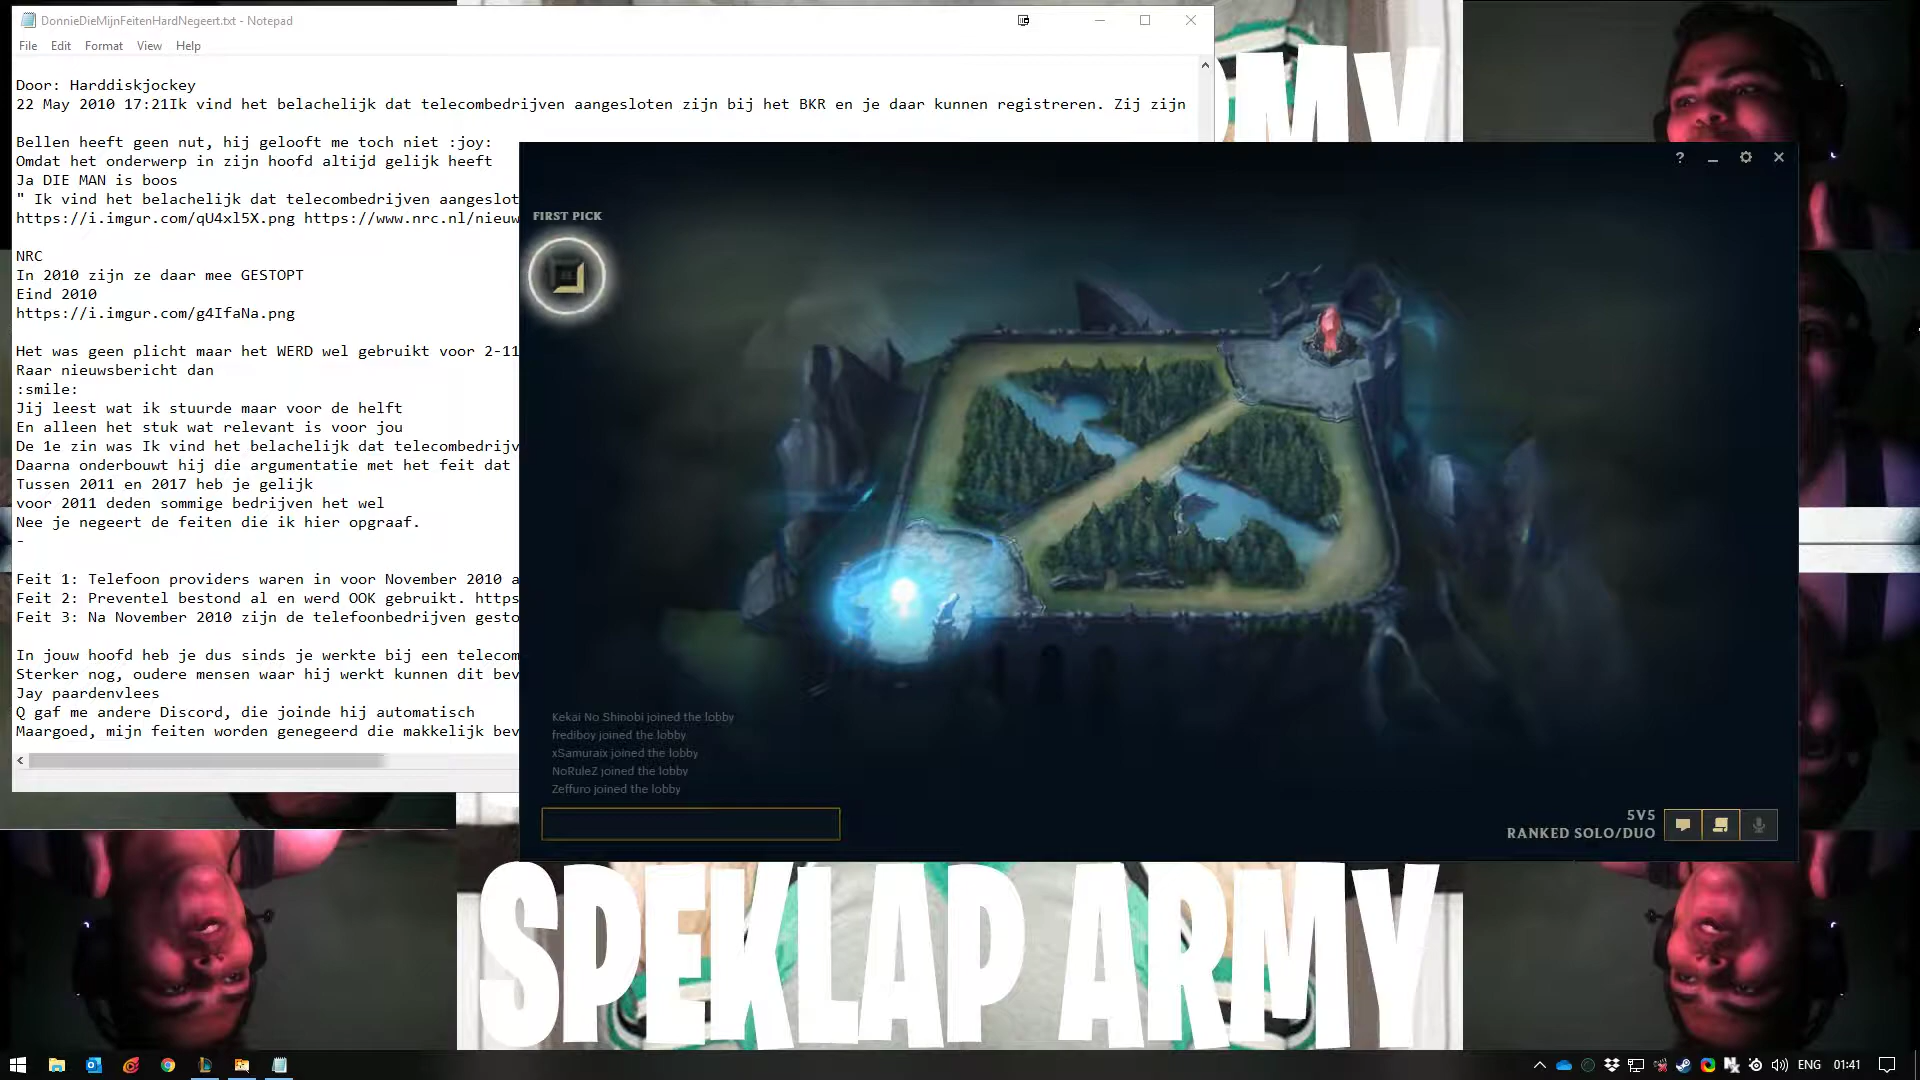 DonnieDieMijnFeitenHardNegeert.txt - Notepad
File Edit Format View Help
Door: Harddiskjockey
22 May 2010 17:21Ik vind het belachelijk dat telecombedrijven aangesloten zijn bij het BKR en je daar kunnen registreren. Zij zijn
Bellen heeft geen nut, hij gelooft me toch niet :joy:
Omdat het onderwerp in zijn hoofd altijd gelijk heeft
Ja DIE MAN is boos
" Ik vind het belachelijk dat telecombedrijven aangeslot
https://i.imgur.com/qU4xl5X.png https://www.nrc.nl/nieuw
NRC
In 2010 zijn ze daar mee GESTOPT
Eind 2010
https://i.imgur.com/g4IfaNa.png
Het was geen plicht maar het WERD wel gebruikt voor 2-11
Raar nieuwsbericht dan
:smile:
Jij leest wat ik stuurde maar voor de helft
En alleen het stuk wat relevant is voor jou
De 1e zin was Ik vind het belachelijk dat telecombedrijv
Daarna onderbouwt hij die argumentatie met het feit dat
Tussen 2011 en 2017 heb je gelijk
voor 2011 deden sommige bedrijven het wel
Nee je negeert de feiten die ik hier opgraaf.
-
Feit 1: Telefoon providers waren in voor November 2010 a
Feit 2: Preventel bestond al en werd OOK gebruikt. https
Feit 3: Na November 2010 zijn de telefoonbedrijven gesto
In jouw hoofd heb je dus sinds je werkte bij een telecom
Sterker nog, oudere mensen waar hij werkt kunnen dit bev
Jay paardenvlees
Q gaf me andere Discord, die joinde hij automatisch
Maargoed, mijn feiten worden genegeerd die makkelijk bev
MY
?
FIRST PICK
Kekai No Shinobi joined the lobby
frediboy joined the lobby
xSamuraix joined the lobby
NoRuleZ joined the lobby
Zeffuro joined the lobby
5V5
RANKED SOLO/DUO
SPEKLAP ARMY
ENG 01:41